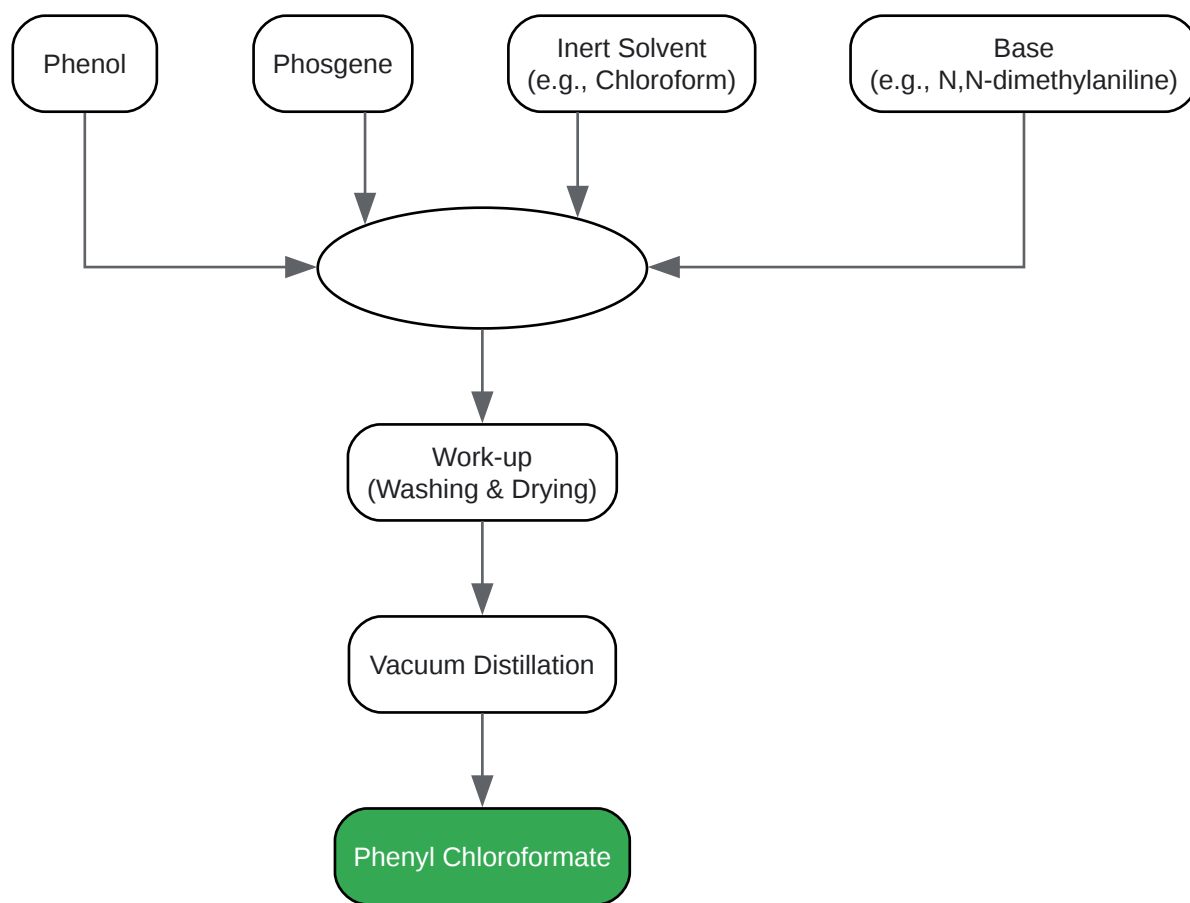 Phenol
Phosgene
Inert Solvent
(e.g., Chloroform)
Base
(e.g., N,N-dimethylaniline)
Work-up
(Washing & Drying)
Vacuum Distillation
Phenyl Chloroformate